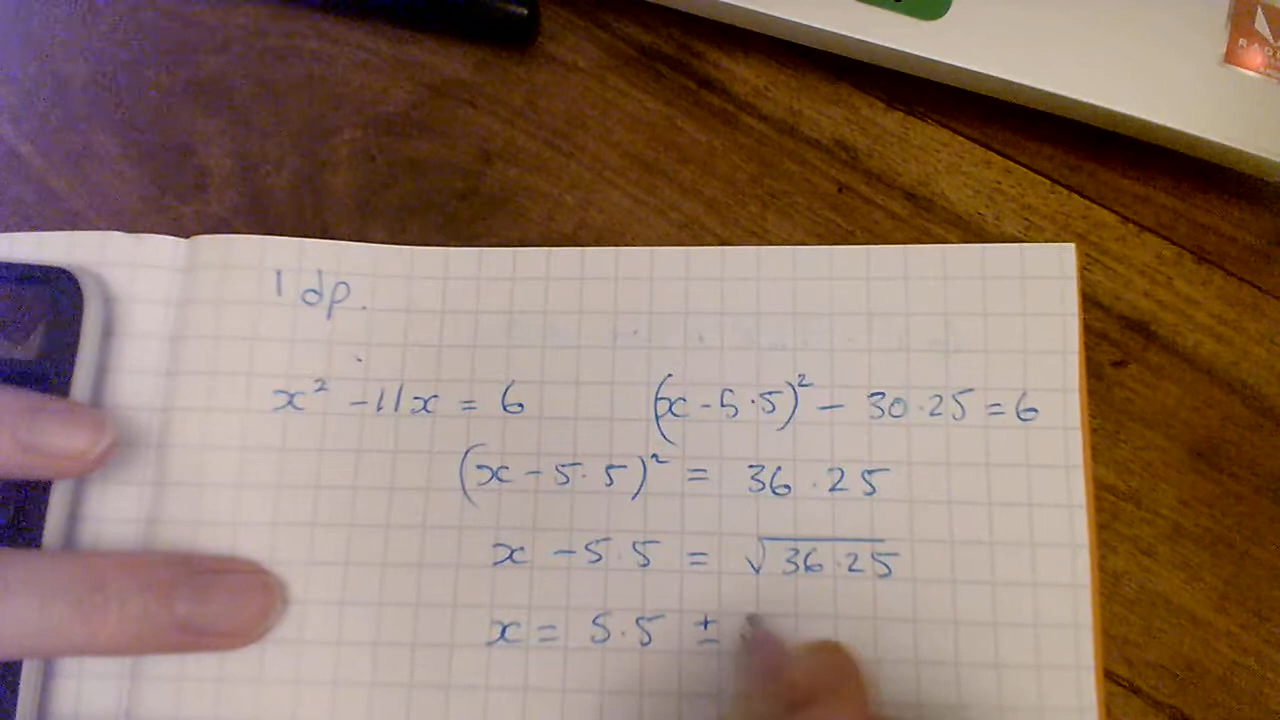 1 dp.
x² - 11x = 6 (x - 5.5)² - 30.25 = 6
(x - 5.5)² = 36.25
x - 5.5 = √36.25
x = 5.5 ±